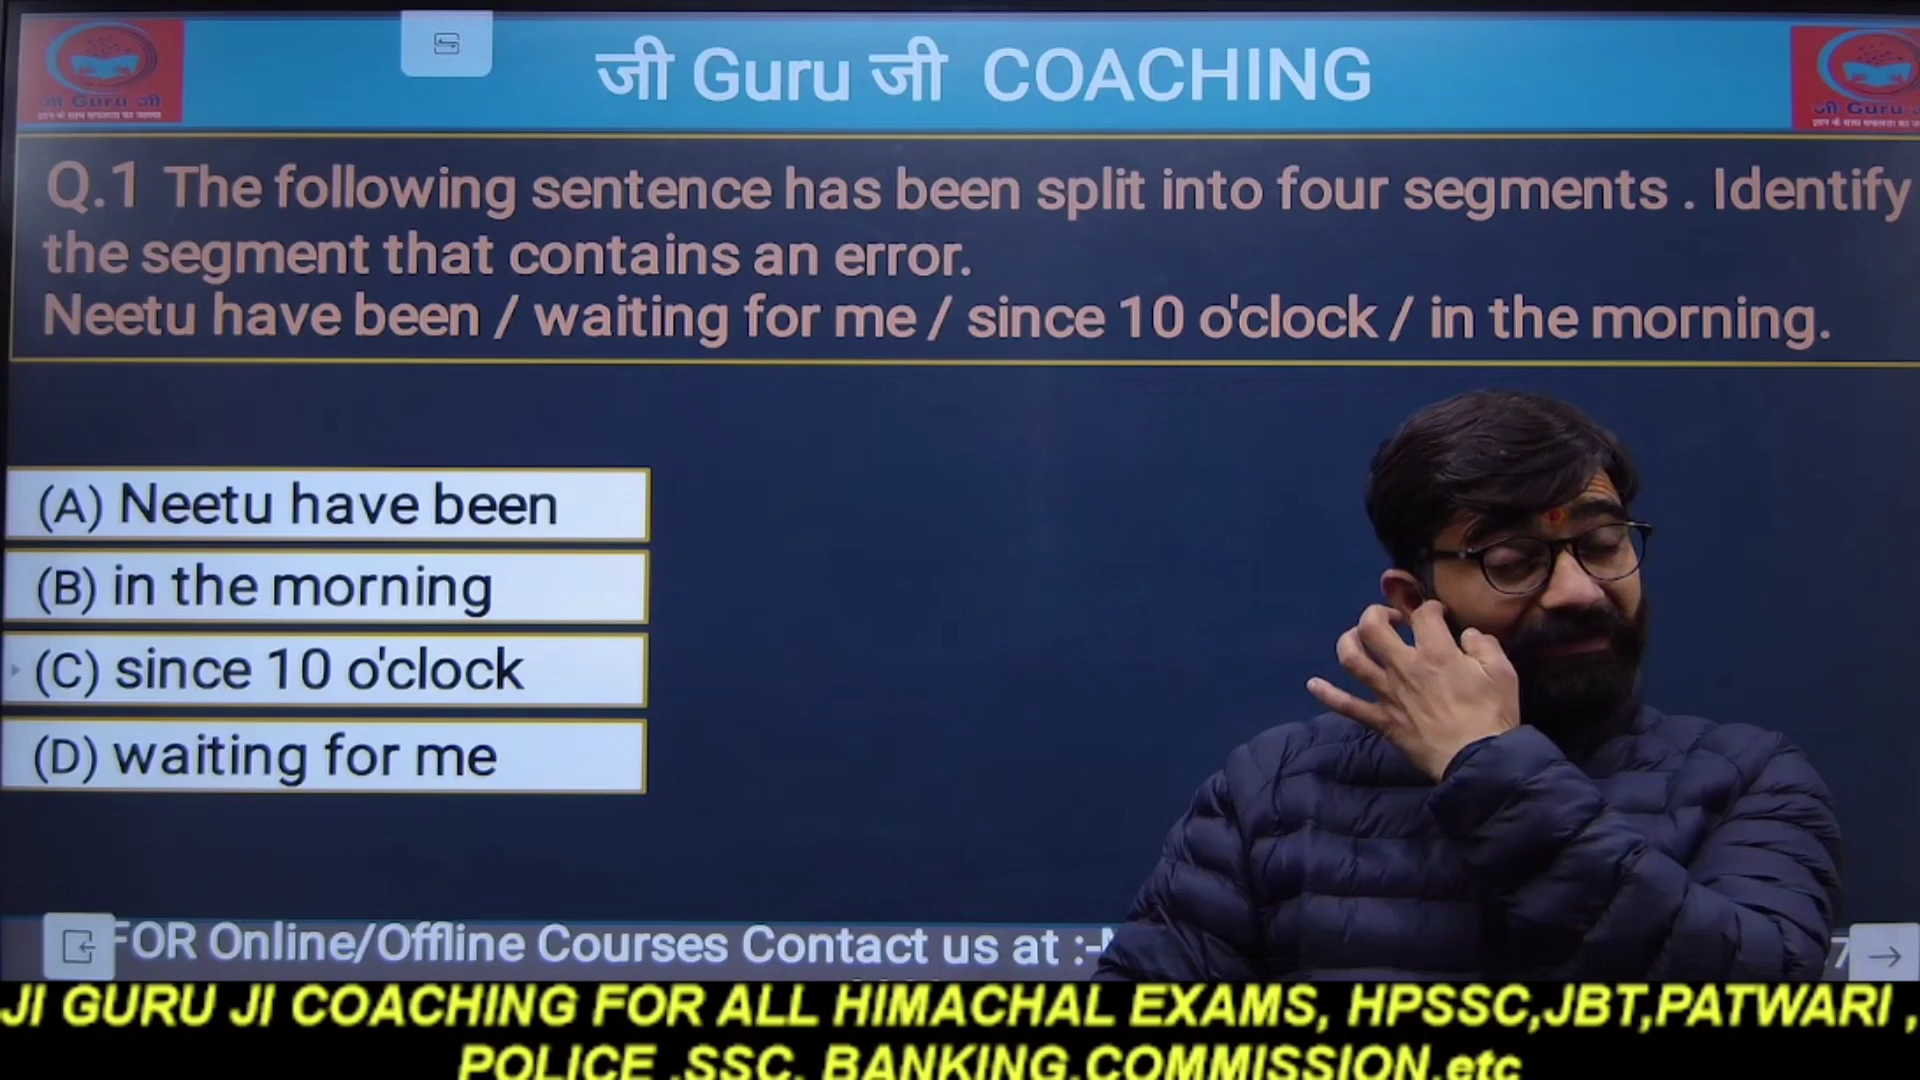 जी Guru जी COACHING
जी Guru जी
जी Guru
Q.1 The following sentence has been split into four segments . Identify
the segment that contains an error.
Neetu have been / waiting for me / since 10 o'clock / in the morning.
(A) Neetu have been
(B) in the morning
(C) since 10 o'clock
(D) waiting for me
FOR Online/Offline Courses Contact us at :-
JI GURU JI COACHING FOR ALL HIMACHAL EXAMS, HPSSC,JBT,PATWARI ,
POLICE ,SSC, BANKING,COMMISSION,etc